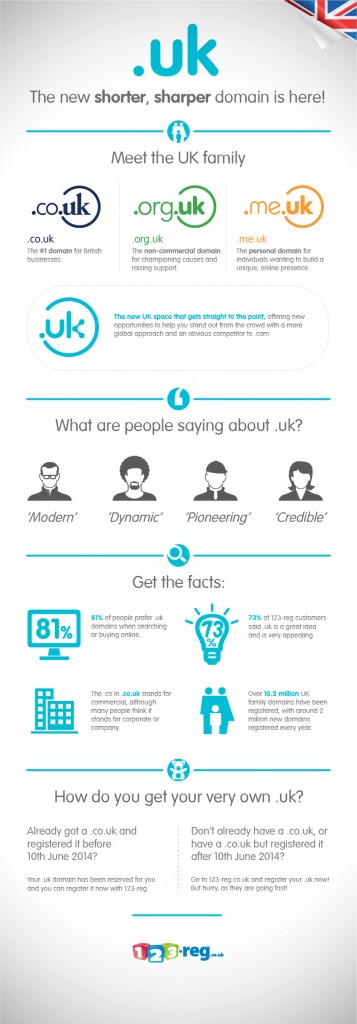 .uk
The new shorter, sharper domain is here!
Meet the UK family
.co.uk
.co.uk
The #1 domain for British
businesses.
.org.uk
.org.uk
The non-commercial domain
for championing causes and
raising support.
.me.uk
.me.uk
The personal domain for
individuals wanting to build a
unique, online presence.
.uk
The new UK space that gets straight to the point, offering new
opportunities to help you stand out from the crowd with a more
global approach and an obvious competitor to .com
What are people saying about .uk?
'Modern'
'Dynamic'
'Pioneering'
'Credible'
Get the facts:
81%
81% of people prefer .uk
domains when searching
or buying online.
73%
73% of 123-reg customers
said .uk is a great idea
and is very appealing.
The .co in .co.uk stands for
commercial, although
many people think it
stands for corporate or
company.
Over 10.5 million UK
family domains have been
registered, with around 2
million new domains
registered every year.
How do you get your very own .uk?
Already got a .co.uk and
registered it before
10th June 2014?
Your .uk domain has been reserved for you
and you can register it now with 123-reg.
Don't already have a .co.uk, or
have a .co.uk but registered it
after 10th June 2014?
Go to 123-reg.co.uk and register your .uk now!
But hurry, as they are going fast!
123-reg.co.uk